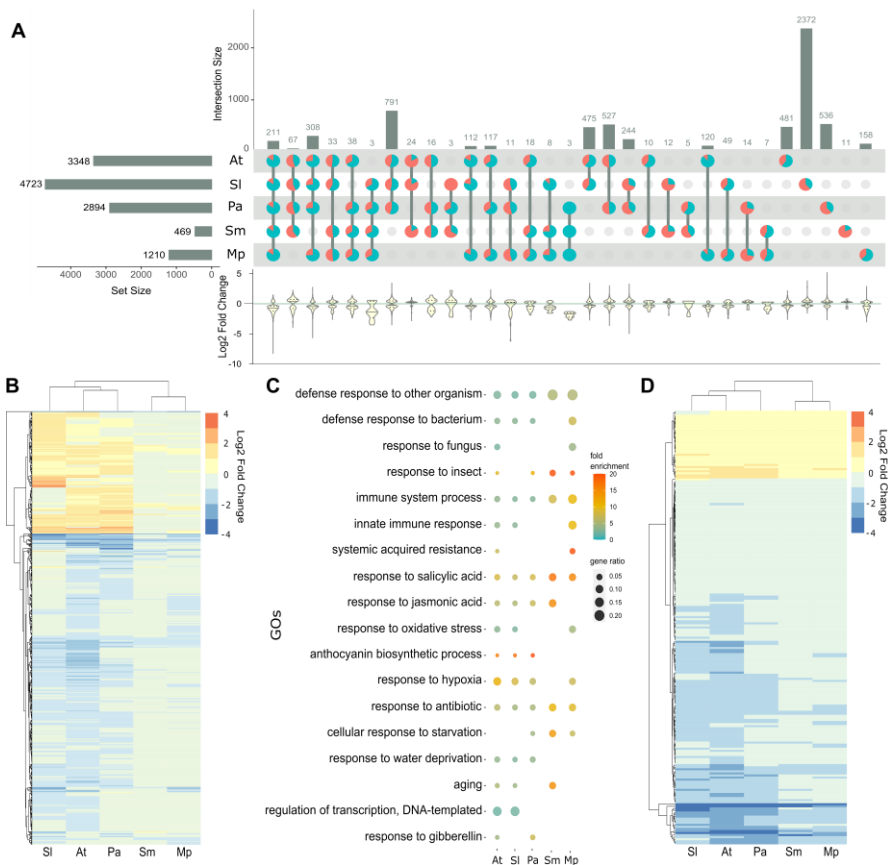 A
Intersection Size
2000
1000
0
211 67 308 33 38 3 791 24 16 3 112 117 11 18 8 3 475 527 244 10 12 5 120 49 14 7 481 2372 536 11 158
3348 At
4723 Sl
2894 Pa
469 Sm
1210 Mp
4000 3000 2000 1000 0
Set Size
Log2 Fold Change
5
0
-5
-10
B
4
2
0
-2
-4
Log2 Fold Change
Sl At Pa Sm Mp
C
GOs
defense response to other organism
defense response to bacterium
response to fungus
response to insect
immune system process
innate immune response
systemic acquired resistance
response to salicylic acid
response to jasmonic acid
response to oxidative stress
anthocyanin biosynthetic process
response to hypoxia
response to antibiotic
cellular response to starvation
response to water deprivation
aging
regulation of transcription, DNA-templated
response to gibberellin
At Sl Pa Sm Mp
fold
enrichment
20
15
10
5
0
gene ratio
0.05
0.10
0.15
0.20
D
4
2
0
-2
-4
Log2 Fold Change
Sl At Pa Sm Mp